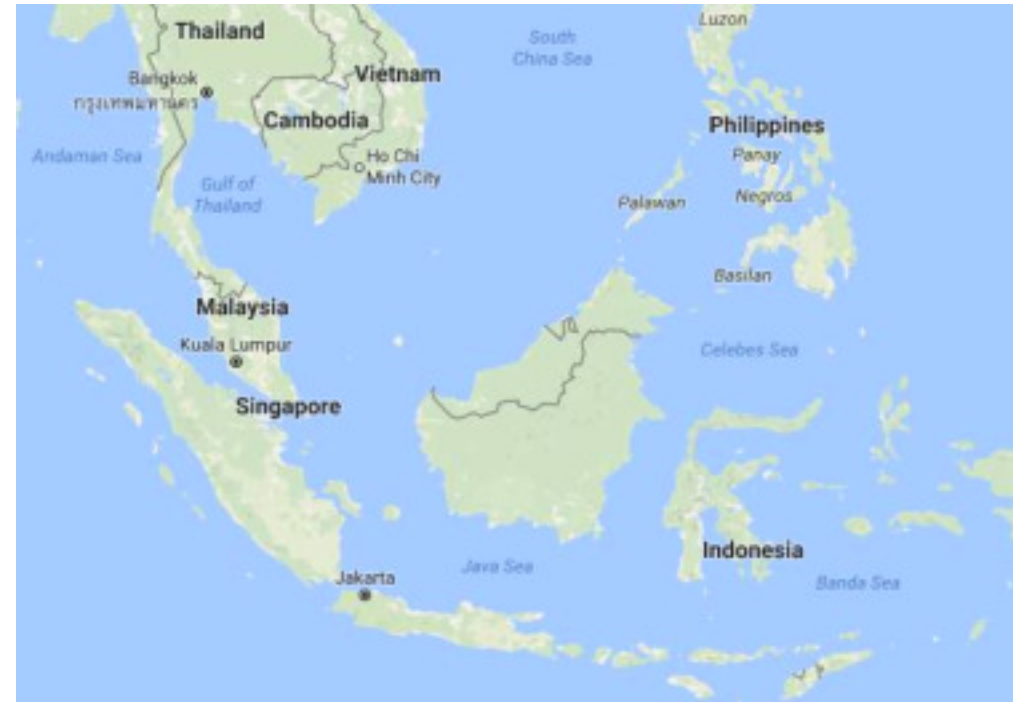 Luzon
Thailand
South
China Sea
Vietnam
Bangkok
กรุงเทพมหานคร
Cambodia
Philippines
Andaman Sea
Ho Chi
Minh City
Panay
Gulf of
Thailand
Negros
Palawan
Basilan
Malaysia
Kuala Lumpur
Celebes Sea
Singapore
Indonesia
Java Sea
Jakarta
Banda Sea